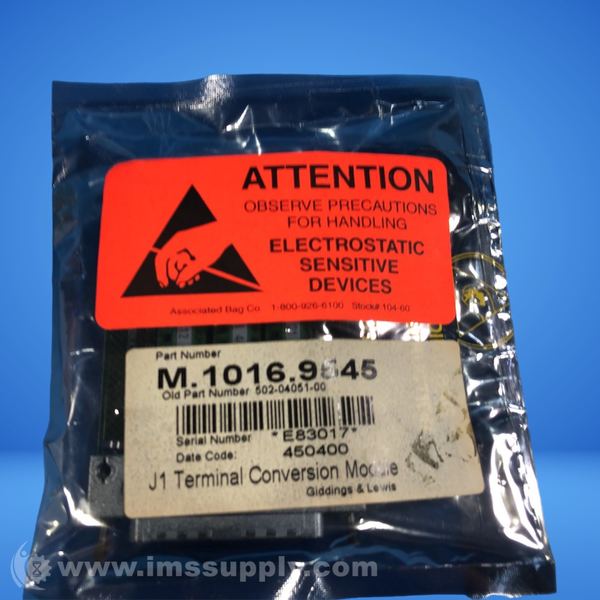 ATTENTION
OBSERVE PRECAUTIONS
FOR HANDLING
ELECTROSTATIC
SENSITIVE
DEVICES
Associated Bag Co. 1-800-926-6100 Stock# 104-60
Part Number
M.1016.9545
Old Part Number 502-04051-00
Serial Number *E83017*
Date Code: 450400
J1 Terminal Conversion Module
Giddings & Lewis
www.imssupply.com